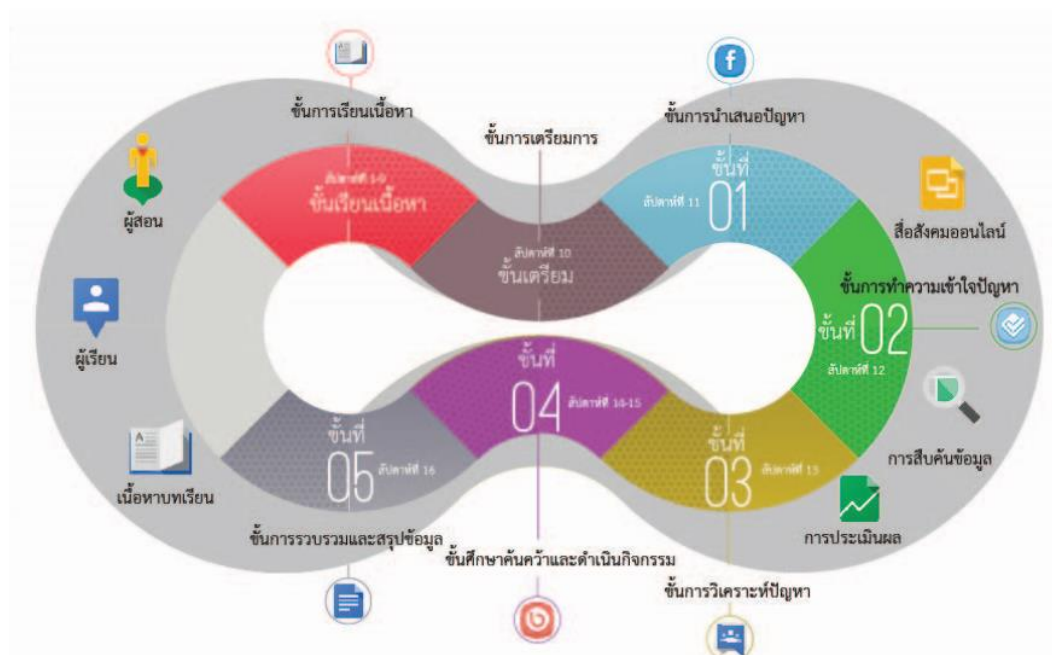 ขั้นการเรียนเนื้อหา
ขั้นการเตรียมการ
ขั้นการนำเสนอปัญหา
สัปดาห์ที่ 1-9
ขั้นเรียนเนื้อหา
สัปดาห์ที่ 10
ขั้นเตรียม
ขั้นที่
01
สัปดาห์ที่ 11
ผู้สอน
สื่อสังคมออนไลน์
ขั้นการทำความเข้าใจปัญหา
ขั้นที่ 02
สัปดาห์ที่ 12
ผู้เรียน
ขั้นที่
04
สัปดาห์ที่ 14-15
ขั้นที่
05
สัปดาห์ที่ 16
ขั้นที่
03
สัปดาห์ที่ 13
การสืบค้นข้อมูล
เนื้อหาบทเรียน
การประเมินผล
ขั้นการรวบรวมและสรุปข้อมูล
ขั้นศึกษาค้นคว้าและดำเนินกิจกรรม
ขั้นการวิเคราะห์ปัญหา